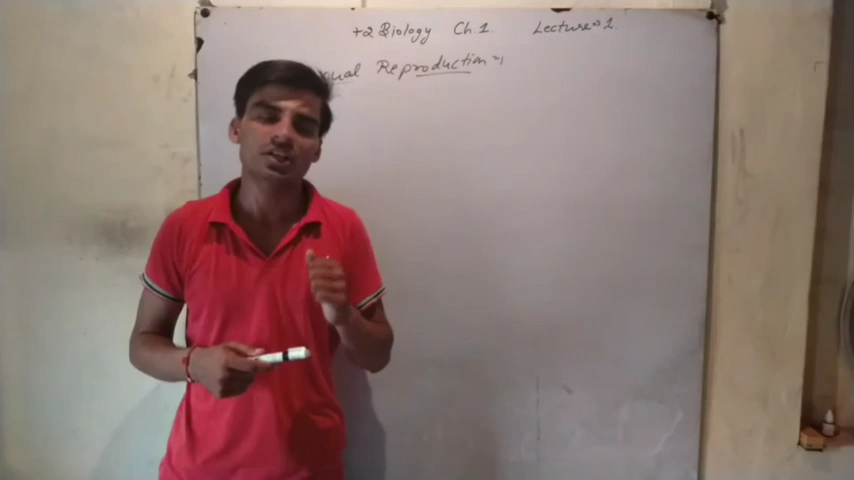 +2 Biology Ch. 1. Lecture = 1.
Reproduction =